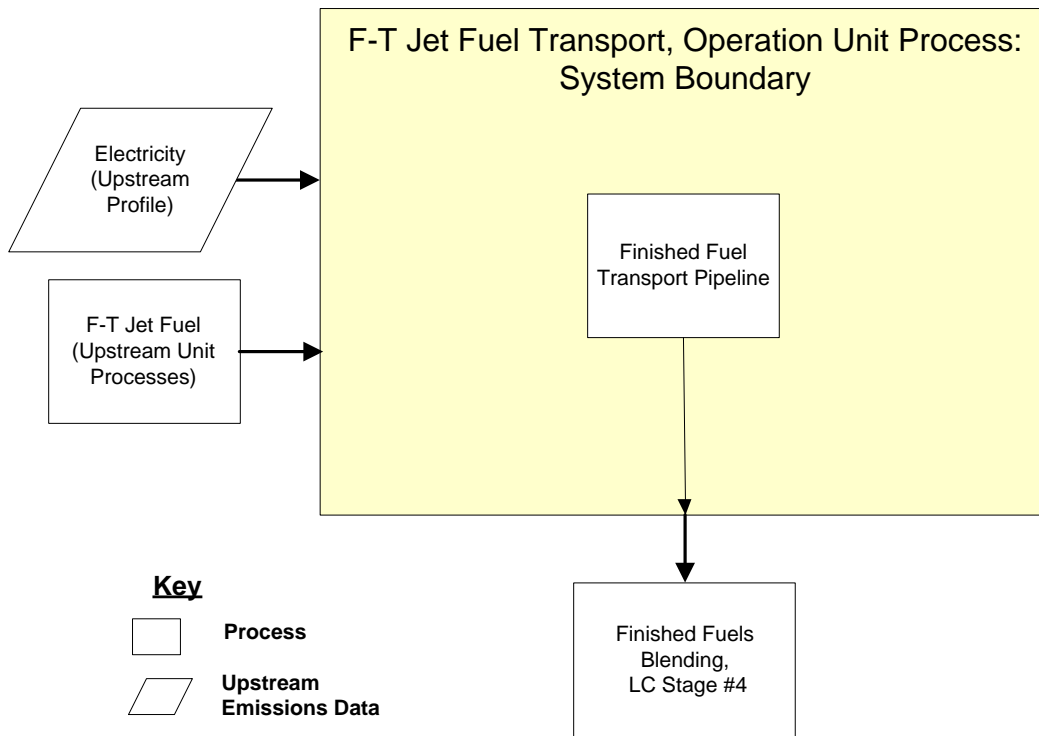 F-T Jet Fuel Transport, Operation Unit Process:
System Boundary
Electricity
(Upstream
Profile)
F-T Jet Fuel
(Upstream Unit
Processes)
Finished Fuel
Transport Pipeline
Finished Fuels
Blending,
LC Stage #4
Key
Process
Upstream
Emissions Data